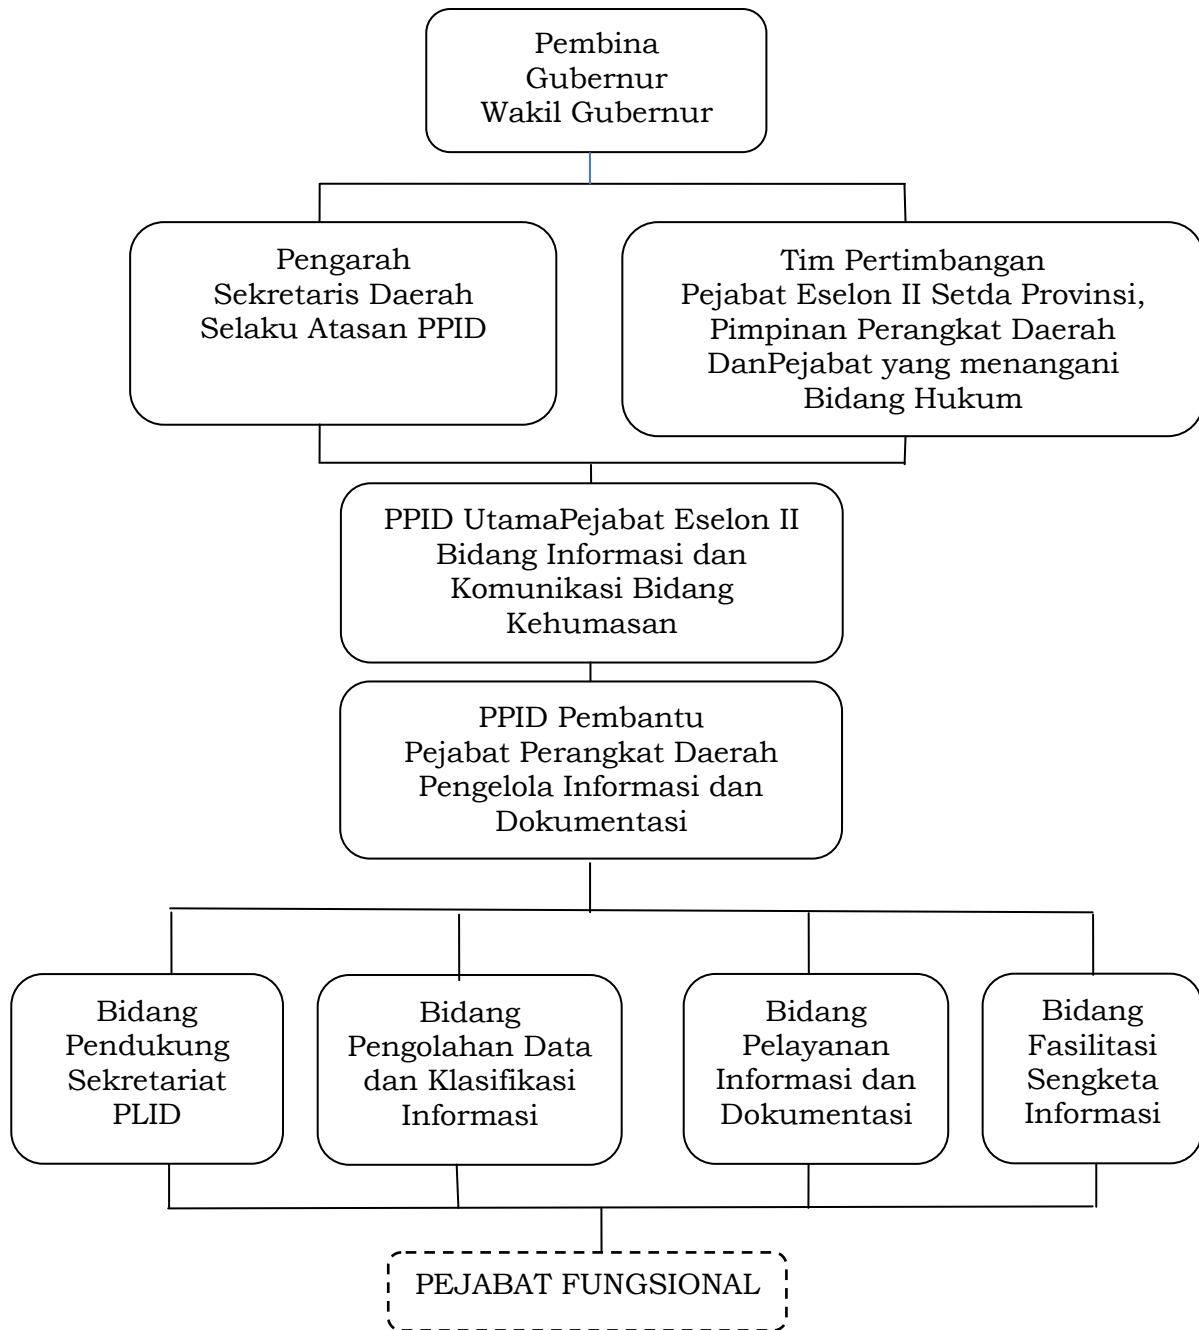 Pembina
Gubernur
Wakil Gubernur
Pengarah
Sekretaris Daerah
Selaku Atasan PPID
Tim Pertimbangan
Pejabat Eselon II Setda Provinsi,
Pimpinan Perangkat Daerah
DanPejabat yang menangani
Bidang Hukum
PPID UtamaPejabat Eselon II
Bidang Informasi dan
Komunikasi Bidang
Kehumasan
PPID Pembantu
Pejabat Perangkat Daerah
Pengelola Informasi dan
Dokumentasi
Bidang
Pendukung
Sekretariat
PLID
Bidang
Pengolahan Data
dan Klasifikasi
Informasi
Bidang
Pelayanan
Informasi dan
Dokumentasi
Bidang
Fasilitasi
Sengketa
Informasi
PEJABAT FUNGSIONAL